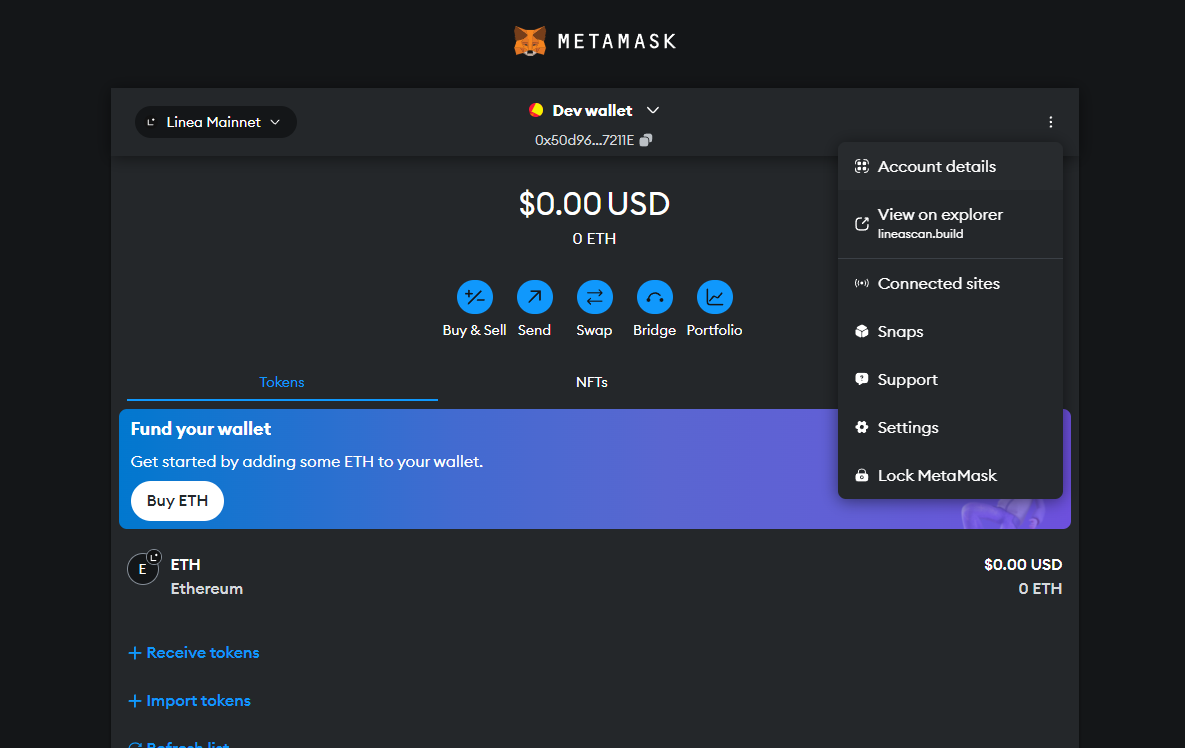 METAMASK
Linea Mainnet
Dev wallet
0x50d96...7211E
$0.00 USD
0 ETH
Buy & Sell
Send
Swap
Bridge
Portfolio
Account details
View on explorer
lineascan.build
Connected sites
Snaps
Support
Settings
Lock MetaMask
Tokens
NFTs
Fund your wallet
Get started by adding some ETH to your wallet.
Buy ETH
E
ETH
Ethereum
$0.00 USD
0 ETH
+ Receive tokens
+ Import tokens
Refresh list